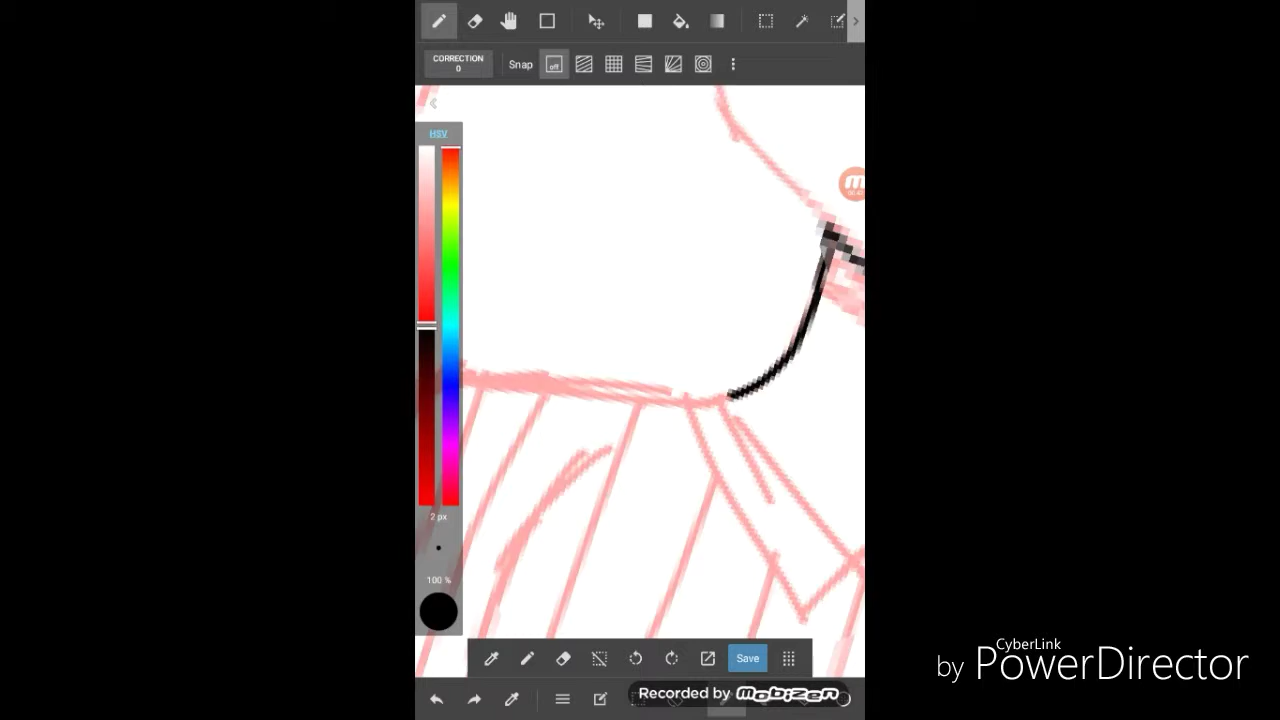 CORRECTION
0
Snap
off
HSV
2 px
100 %
Save
Recorded by mobizen
CyberLink
by PowerDirector